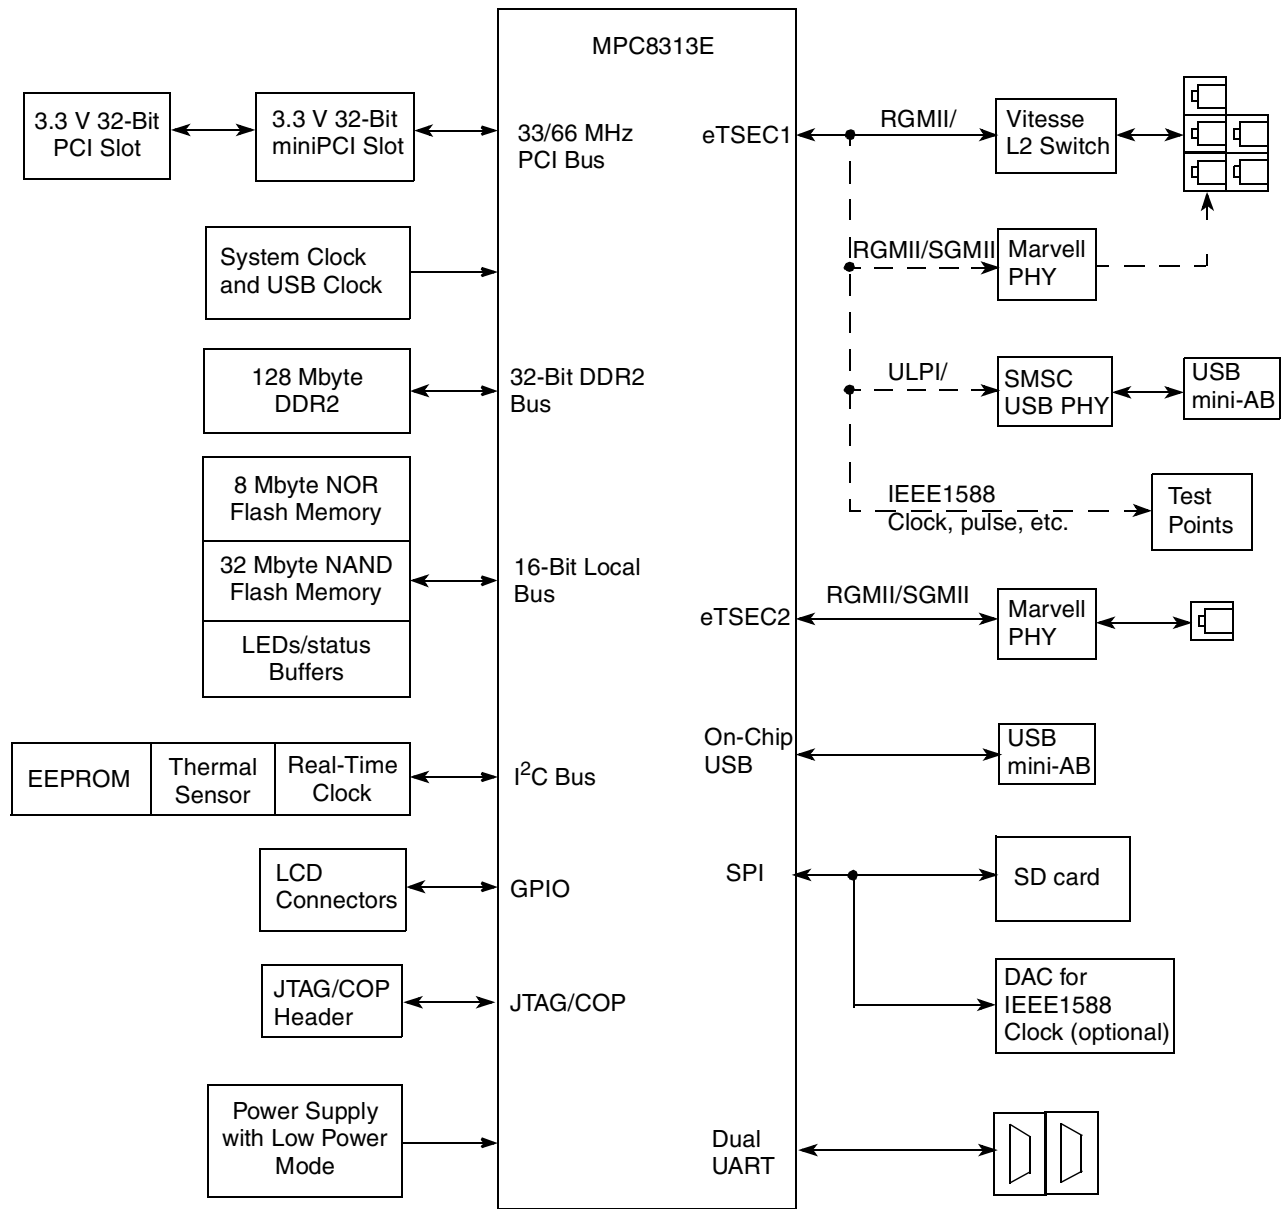 MPC8313E
3.3 V 32-Bit
PCI Slot
3.3 V 32-Bit
miniPCI Slot
33/66 MHz
PCI Bus
System Clock
and USB Clock
128 Mbyte
DDR2
32-Bit DDR2
Bus
8 Mbyte NOR
Flash Memory
32 Mbyte NAND
Flash Memory
LEDs/status
Buffers
16-Bit Local
Bus
EEPROM
Thermal
Sensor
Real-Time
Clock
I²C Bus
LCD
Connectors
GPIO
JTAG/COP
Header
JTAG/COP
Power Supply
with Low Power
Mode
eTSEC1
RGMII/
Vitesse
L2 Switch
RGMII/SGMII
Marvell
PHY
ULPI/
SMSC
USB PHY
USB
mini-AB
IEEE1588
Clock, pulse, etc.
Test
Points
eTSEC2
RGMII/SGMII
Marvell
PHY
On-Chip
USB
USB
mini-AB
SPI
SD card
DAC for
IEEE1588
Clock (optional)
Dual
UART